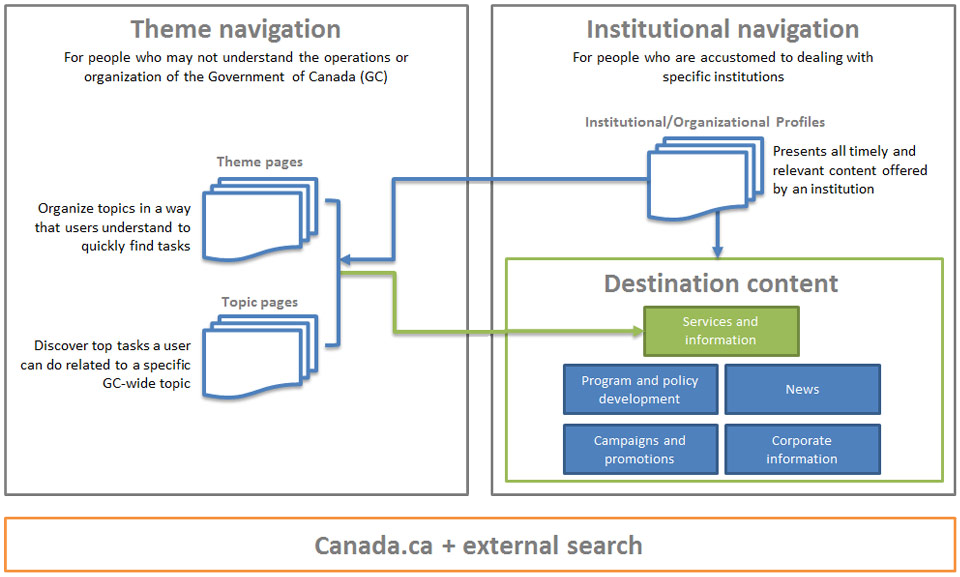 Theme navigation
For people who may not understand the operations or
organization of the Government of Canada (GC)
Theme pages
Organize topics in a way
that users understand to
quickly find tasks
Topic pages
Discover top tasks a user
can do related to a specific
GC-wide topic
Institutional navigation
For people who are accustomed to dealing with
specific institutions
Institutional/Organizational Profiles
Presents all timely and
relevant content offered
by an institution
Destination content
Services and
information
Program and policy
development
News
Campaigns and
promotions
Corporate
information
Canada.ca + external search